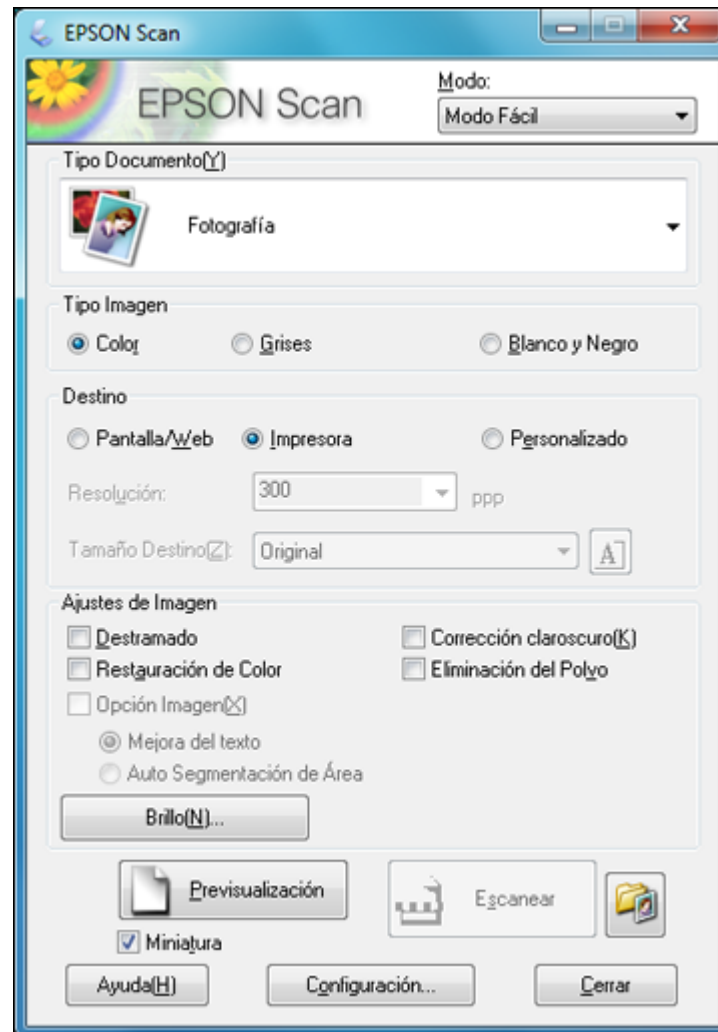 EPSON Scan
EPSON Scan
Modo:
Modo Fácil
Tipo Documento(Y)
Fotografía
Tipo Imagen
Color Grises Blanco y Negro
Destino
Pantalla/Web Impresora Personalizado
Resolución: 300 ppp
Tamaño Destino(Z): Original A
Ajustes de Imagen
Destramado Corrección claroscuro(K)
Restauración de Color Eliminación del Polvo
Opción Imagen(X)
Mejora del texto
Auto Segmentación de Área
Brillo(N)...
Previsualización Escanear
Miniatura
Ayuda(H) Configuración... Cerrar